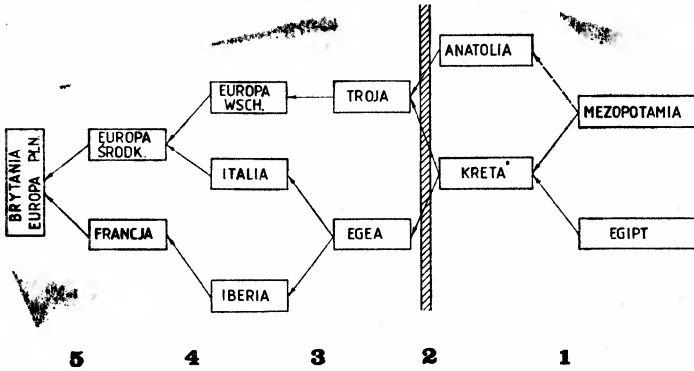 ANATOLIA
EUROPA
WSCH.
TROJA
MEZOPOTAMIA
BRYTANIA
EUROPA PŁN.
EUROPA
ŚRODK.
ITALIA
KRETA
FRANCJA
EGEA
EGIPT
IBERIA
5 4 3 2 1